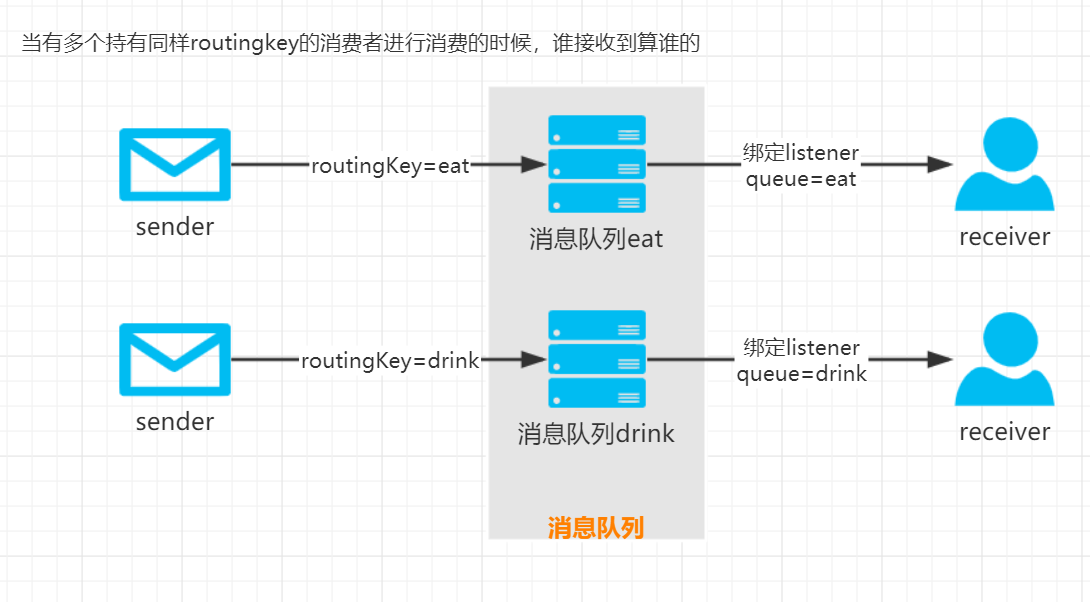 当有多个持有同样routingkey的消费者进行消费的时候，谁接收到算谁的
routingKey=eat
绑定listener
queue=eat
sender
消息队列eat
receiver
routingKey=drink
绑定listener
queue=drink
sender
消息队列drink
receiver
消息队列